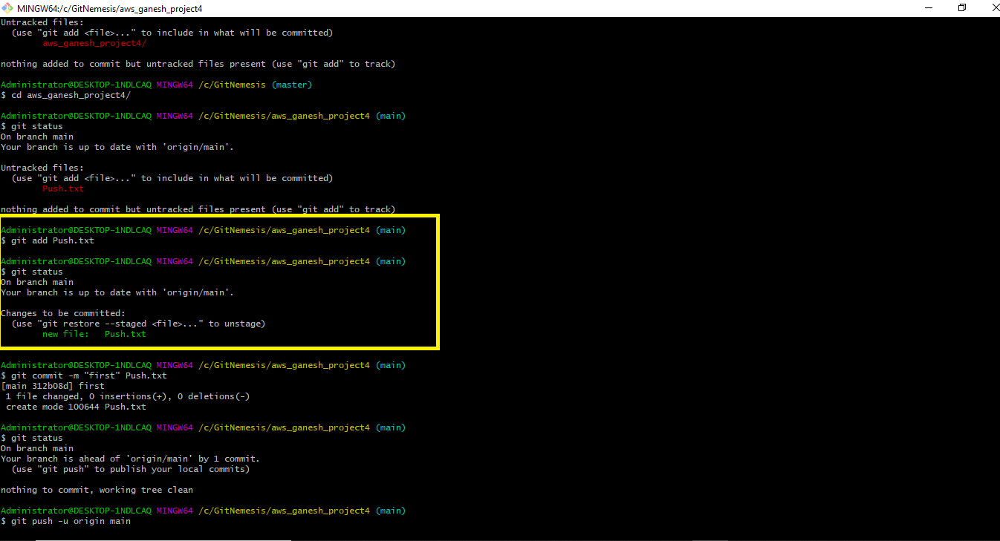 MINGW64:/c/GitNemesis/aws_ganesh_project4
Untracked files:
  (use "git add <file>..." to include in what will be committed)
        aws_ganesh_project4/

nothing added to commit but untracked files present (use "git add" to track)

Administrator@DESKTOP-1NDLCAQ MINGW64 /c/GitNemesis (master)
$ cd aws_ganesh_project4/

Administrator@DESKTOP-1NDLCAQ MINGW64 /c/GitNemesis/aws_ganesh_project4 (main)
$ git status
On branch main
Your branch is up to date with 'origin/main'.

Untracked files:
  (use "git add <file>..." to include in what will be committed)
        Push.txt

nothing added to commit but untracked files present (use "git add" to track)

Administrator@DESKTOP-1NDLCAQ MINGW64 /c/GitNemesis/aws_ganesh_project4 (main)
$ git add Push.txt

Administrator@DESKTOP-1NDLCAQ MINGW64 /c/GitNemesis/aws_ganesh_project4 (main)
$ git status
On branch main
Your branch is up to date with 'origin/main'.

Changes to be committed:
  (use "git restore --staged <file>..." to unstage)
        new file:   Push.txt

Administrator@DESKTOP-1NDLCAQ MINGW64 /c/GitNemesis/aws_ganesh_project4 (main)
$ git commit -m "first" Push.txt
[main 312b08d] first
 1 file changed, 0 insertions(+), 0 deletions(-)
 create mode 100644 Push.txt

Administrator@DESKTOP-1NDLCAQ MINGW64 /c/GitNemesis/aws_ganesh_project4 (main)
$ git status
On branch main
Your branch is ahead of 'origin/main' by 1 commit.
  (use "git push" to publish your local commits)

nothing to commit, working tree clean

Administrator@DESKTOP-1NDLCAQ MINGW64 /c/GitNemesis/aws_ganesh_project4 (main)
$ git push -u origin main